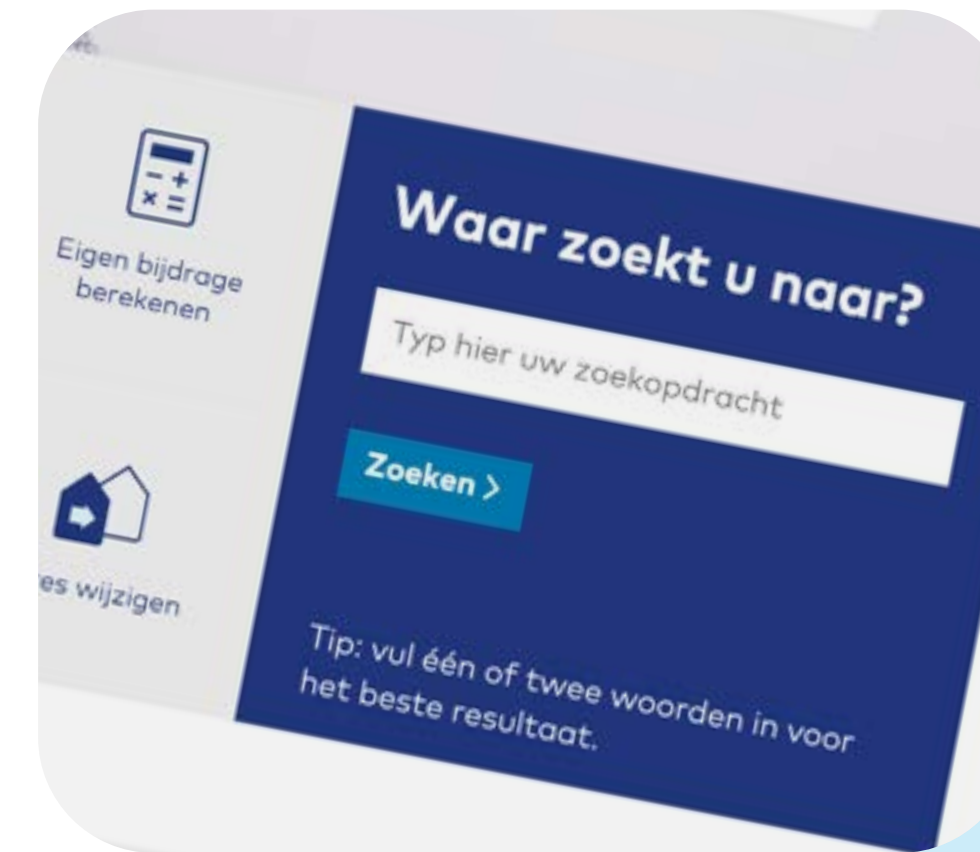 Eigen bijdrage
berekenen
es wijzigen
Waar zoekt u naar?
Typ hier uw zoekopdracht
Zoeken >
Tip: vul één of twee woorden in voor
het beste resultaat.